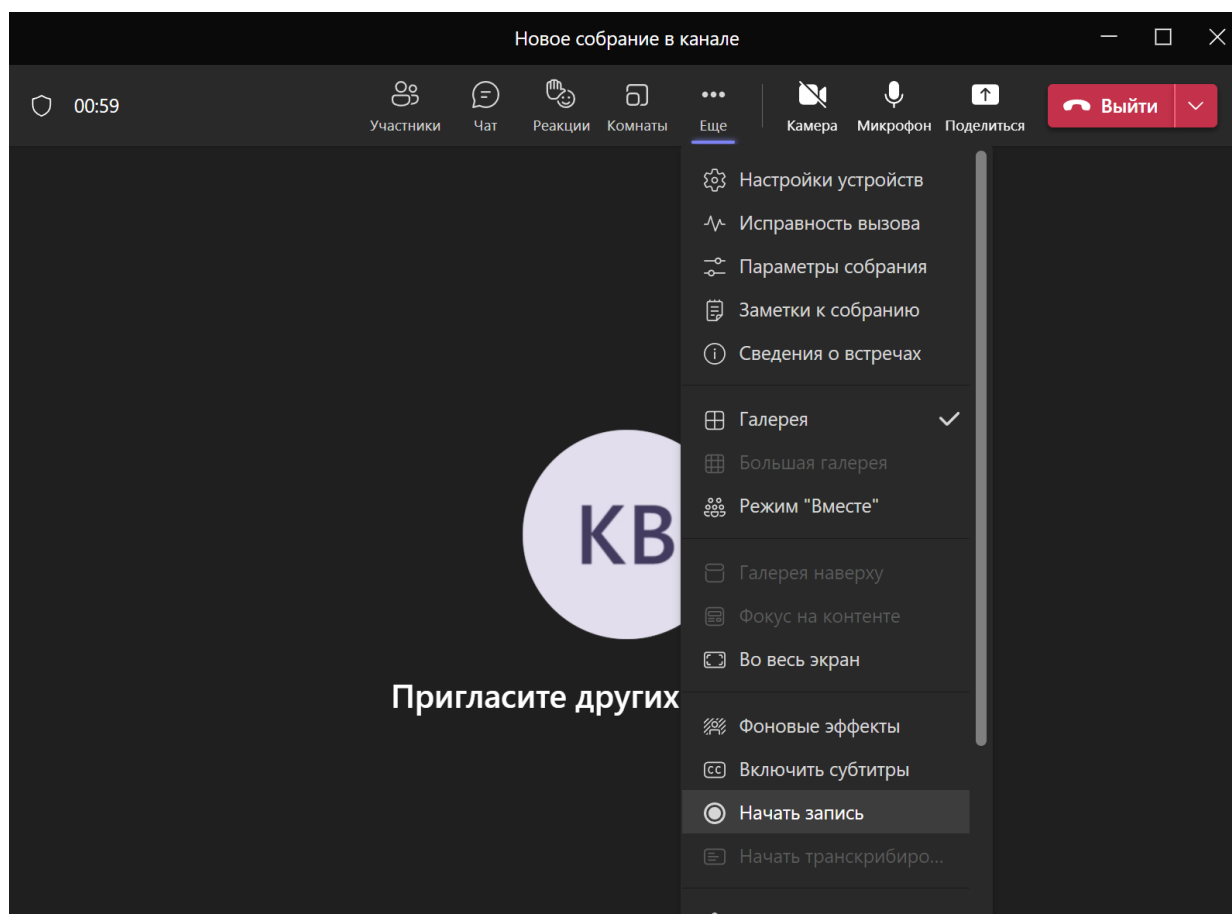 Новое собрание в канале
00:59
Участники
Чат
Реакции
Комнаты
Еще
Камера
Микрофон
Поделиться
Выйти
Настройки устройств
Исправность вызова
Параметры собрания
Заметки к собранию
Сведения о встречах
Галерея
Большая галерея
Режим "Вместе"
Галерея наверху
Фокус на контенте
Во весь экран
Фоновые эффекты
CC Включить субтитры
Начать запись
Начать транскрибиро...
КВ
Пригласите других